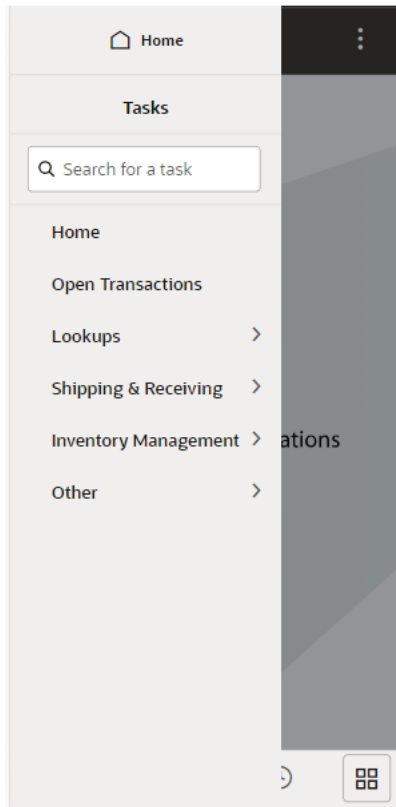 Home
Tasks
Search for a task
Home
Open Transactions
Lookups
Shipping & Receiving
Inventory Management
ations
Other